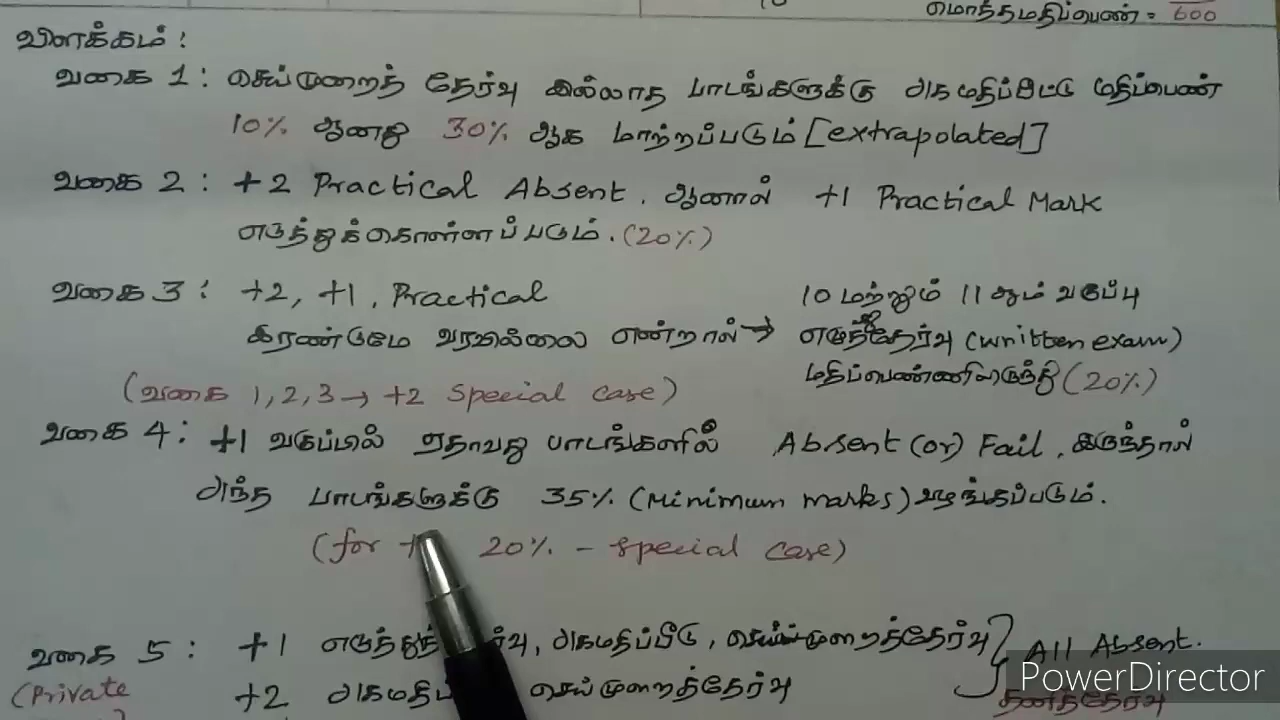 மொத்தமதிப்பெண் = 600
விளக்கம் :
வகை 1 : செய்முறைத் தேர்வு இல்லாத பாடங்களுக்கு அகமதிப்பீட்டு மதிப்பெண்
10% ஆனது 30% ஆக மாற்றப்படும் [extrapolated]
வகை 2 : +2 Practical Absent. ஆனால் +1 Practical Mark
எடுத்துக்கொள்ளப்படும். (20%)
வகை 3 : +2, +1, Practical
இரண்டுமே வரவில்லை என்றால் →
10 மற்றும் 11 ஆம் வகுப்பு
எழுத்துத்தேர்வு (written exam)
மதிப்பெண்ணிலிருந்து (20%)
(வகை 1, 2, 3 → +2 Special case)
வகை 4 : +1 வகுப்பில் ஏதாவது பாடங்களில் Absent (or) Fail, இருந்தால்
அந்த பாடங்களுக்கு 35% (Minimum marks) வழங்கப்படும்.
(for + 20% - special case)
வகை 5 : +1 எழுத்துத் தேர்வு, அகமதிப்பீடு, செய்முறைத்தேர்வு } All Absent.
(Private +2 செய்முறைத்தேர்வு தனித்தேர்வு
PowerDirector